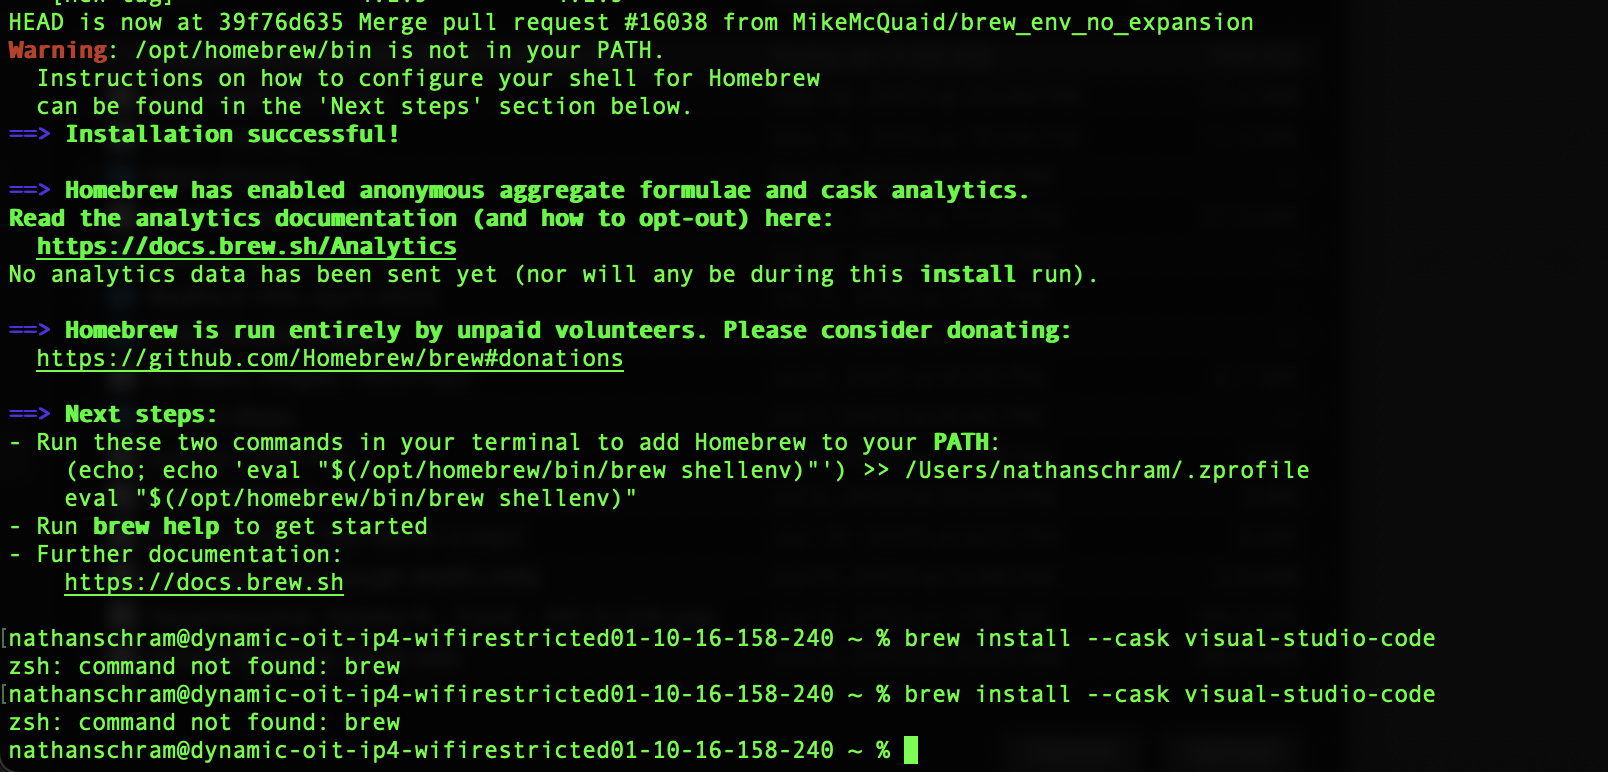 HEAD is now at 39f76d635 Merge pull request #16038 from MikeMcQuaid/brew_env_no_expansion
Warning: /opt/homebrew/bin is not in your PATH.
  Instructions on how to configure your shell for Homebrew
  can be found in the 'Next steps' section below.
==> Installation successful!

==> Homebrew has enabled anonymous aggregate formulae and cask analytics.
Read the analytics documentation (and how to opt-out) here:
  https://docs.brew.sh/Analytics
No analytics data has been sent yet (nor will any be during this install run).

==> Homebrew is run entirely by unpaid volunteers. Please consider donating:
  https://github.com/Homebrew/brew#donations

==> Next steps:
- Run these two commands in your terminal to add Homebrew to your PATH:
    (echo; echo 'eval "$(/opt/homebrew/bin/brew shellenv)"') >> /Users/nathanschram/.zprofile
    eval "$(/opt/homebrew/bin/brew shellenv)"
- Run brew help to get started
- Further documentation:
    https://docs.brew.sh

[nathanschram@dynamic-oit-ip4-wifirestricted01-10-16-158-240 ~ % brew install --cask visual-studio-code
zsh: command not found: brew
[nathanschram@dynamic-oit-ip4-wifirestricted01-10-16-158-240 ~ % brew install --cask visual-studio-code
zsh: command not found: brew
nathanschram@dynamic-oit-ip4-wifirestricted01-10-16-158-240 ~ %